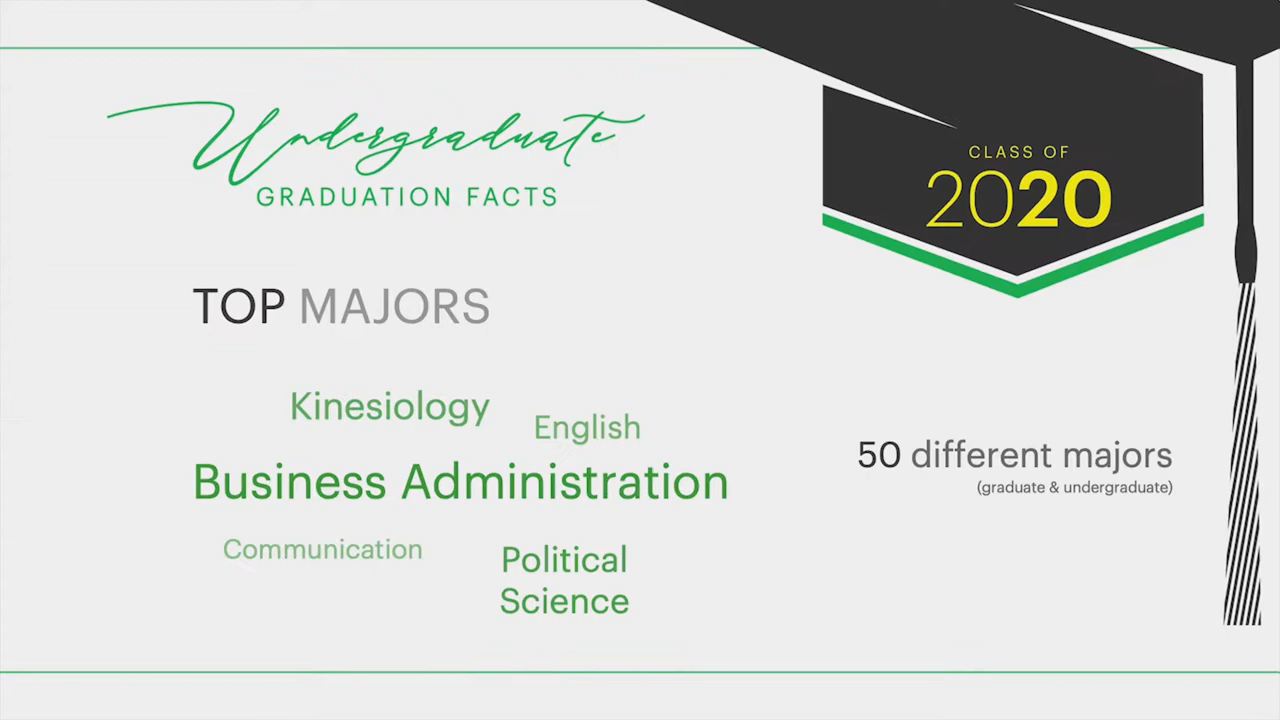 Undergraduate
GRADUATION FACTS
CLASS OF
2020
TOP MAJORS
Kinesiology
English
Business Administration
Communication
Political
Science
50 different majors
(graduate & undergraduate)